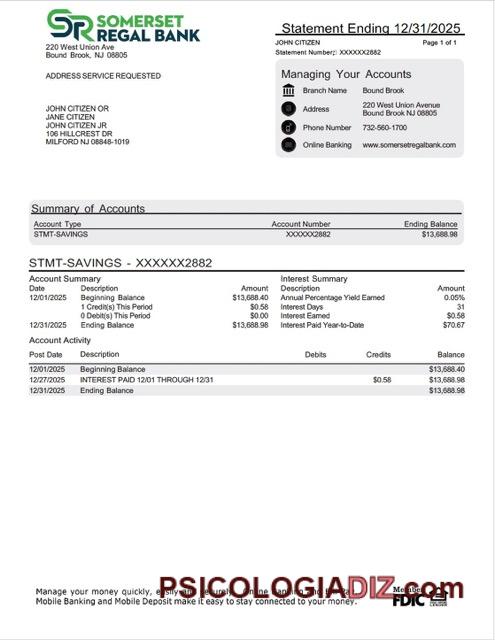 SOMERSET
REGAL BANK
220 West Union Ave
Bound Brook, NJ 08805
ADDRESS SERVICE REQUESTED
JOHN CITIZEN OR
JANE CITIZEN
JOHN CITIZEN JR
106 HILLCREST DR
MILFORD NJ 08848-1019
Statement Ending 12/31/2025
JOHN CITIZEN Page 1 of 1
Statement Number: XXXXXX2882
Managing Your Accounts
Branch Name Bound Brook
Address 220 West Union Avenue
Bound Brook NJ 08805
Phone Number 732-560-1700
Online Banking www.somersetregalbank.com
Summary of Accounts
Account Type Account Number Ending Balance
STMT-SAVINGS XXXXXX2882 $13,688.98
STMT-SAVINGS - XXXXXX2882
Account Summary
Date Description Amount
12/01/2025 Beginning Balance $13,688.40
1 Credit(s) This Period $0.58
0 Debit(s) This Period $0.00
12/31/2025 Ending Balance $13,688.98
Interest Summary
Description Amount
Annual Percentage Yield Earned 0.05%
Interest Days 31
Interest Earned $0.58
Interest Paid Year-to-Date $70.67
Account Activity
Post Date Description Debits Credits Balance
12/01/2025 Beginning Balance $13,688.40
12/27/2025 INTEREST PAID 12/01 THROUGH 12/31 $0.58 $13,688.98
12/31/2025 Ending Balance $13,688.98
Manage your money quickly, easily and securely. Online Banking and
Mobile Banking and Mobile Deposit make it easy to stay connected to your money.
PSICOLOGIADIZ.com
Member
FDIC